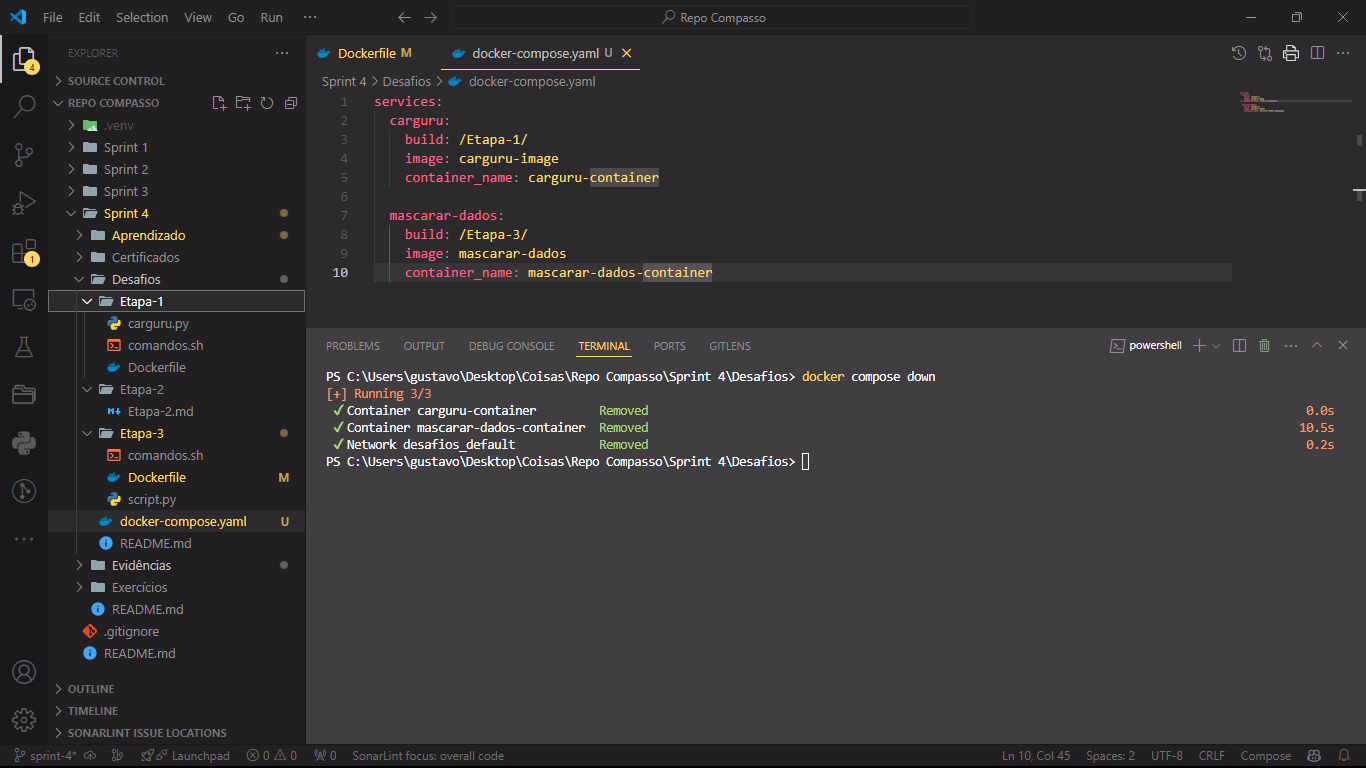 File Edit Selection View Go Run ··· Repo Compasso
EXPLORER ···
4
1
SOURCE CONTROL
REPO COMPASSO
.venv
Sprint 1
Sprint 2
Sprint 3
Sprint 4
Aprendizado
Certificados
Desafios
Etapa-1
carguru.py
comandos.sh
Dockerfile
Etapa-2
Etapa-2.md
Etapa-3
comandos.sh
Dockerfile M
script.py
docker-compose.yaml U
README.md
Evidências
Exercícios
README.md
.gitignore
README.md
OUTLINE
TIMELINE
SONARLINT ISSUE LOCATIONS
Dockerfile M docker-compose.yaml U
Sprint 4 > Desafios > docker-compose.yaml
1 services:
2 carguru:
3 build: /Etapa-1/
4 image: carguru-image
5 container_name: carguru-container
6
7 mascarar-dados:
8 build: /Etapa-3/
9 image: mascarar-dados
10 container_name: mascarar-dados-container
PROBLEMS OUTPUT DEBUG CONSOLE TERMINAL PORTS GITLENS powershell
PS C:\Users\gustavo\Desktop\Coisas\Repo Compasso\Sprint 4\Desafios> docker compose down
[+] Running 3/3
✓ Container carguru-container Removed 0.0s
✓ Container mascarar-dados-container Removed 10.5s
✓ Network desafios_default Removed 0.2s
PS C:\Users\gustavo\Desktop\Coisas\Repo Compasso\Sprint 4\Desafios>
sprint-4* Launchpad 0 0 0 SonarLint focus: overall code Ln 10, Col 45 Spaces: 2 UTF-8 CRLF Compose